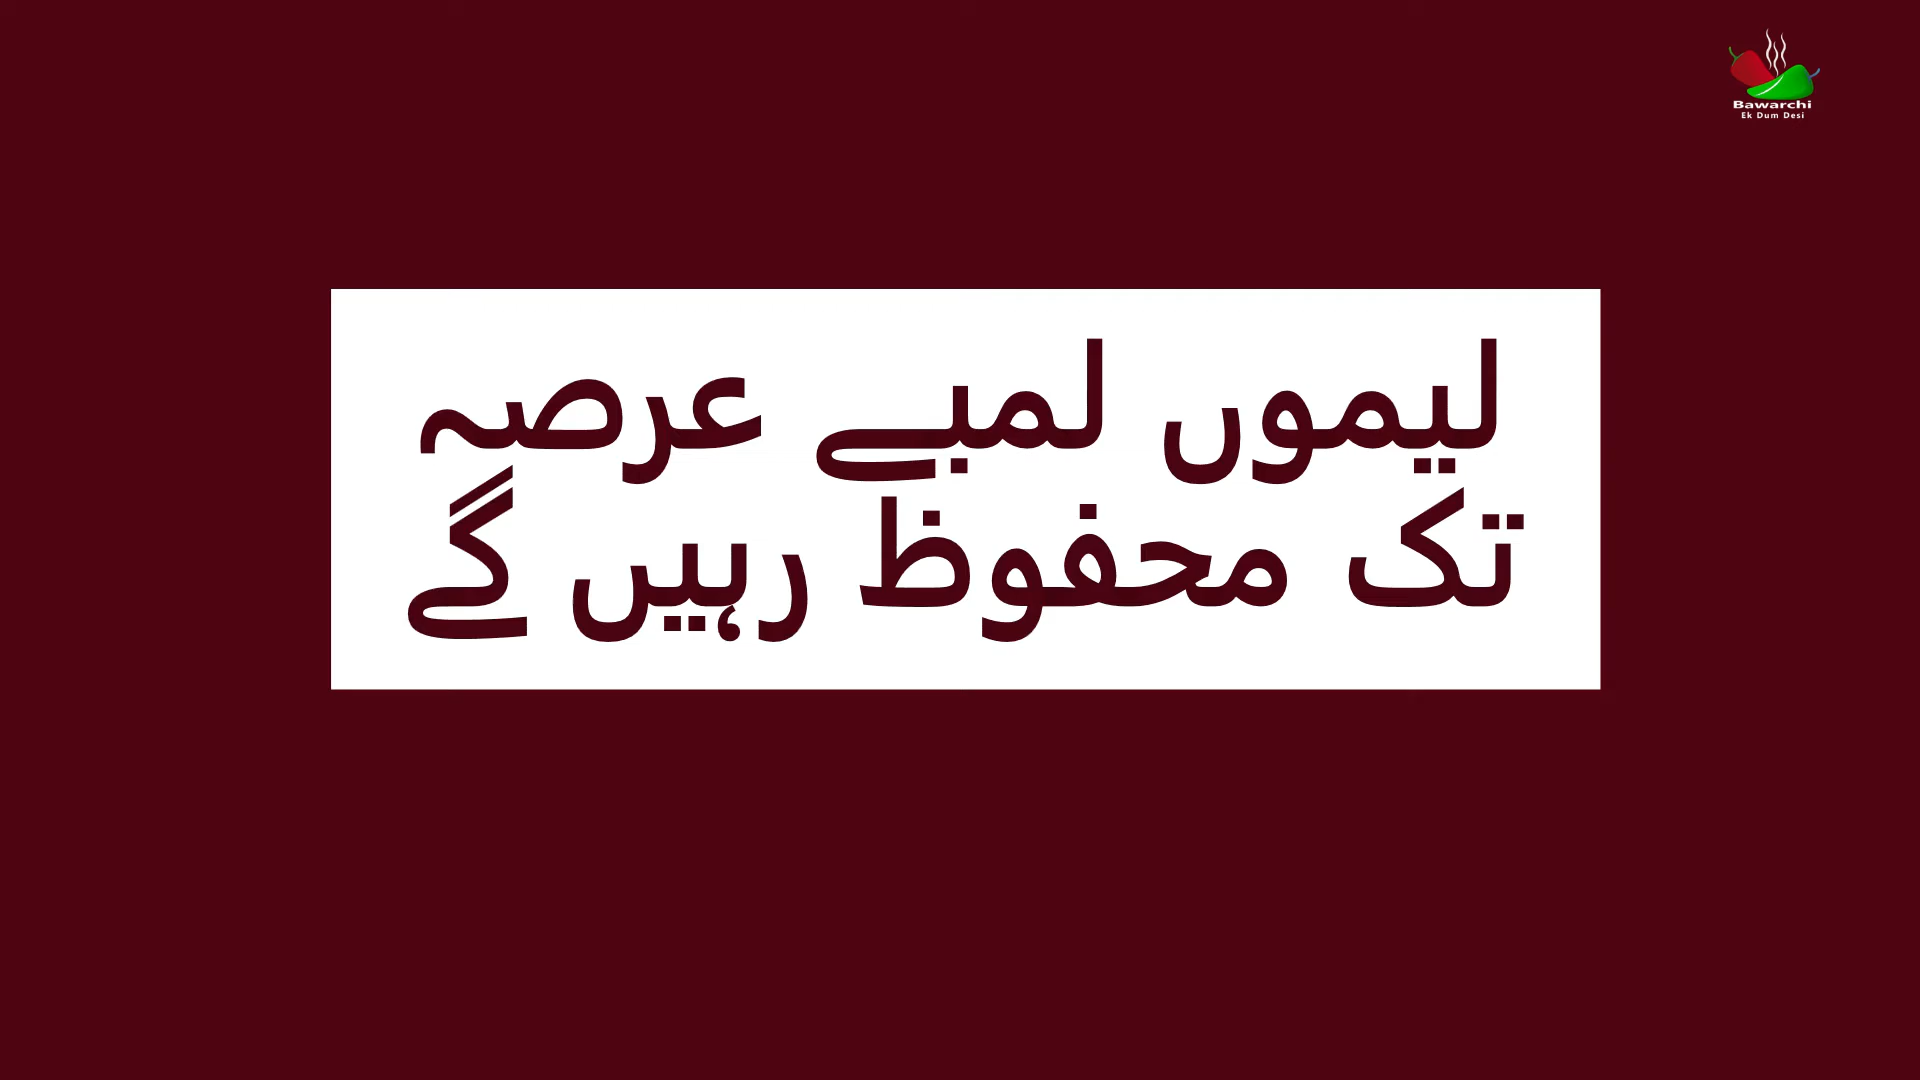 Bawarchi
Ek Dum Desi
لیموں لمبے عرصہ
تک محفوظ رہیں گے